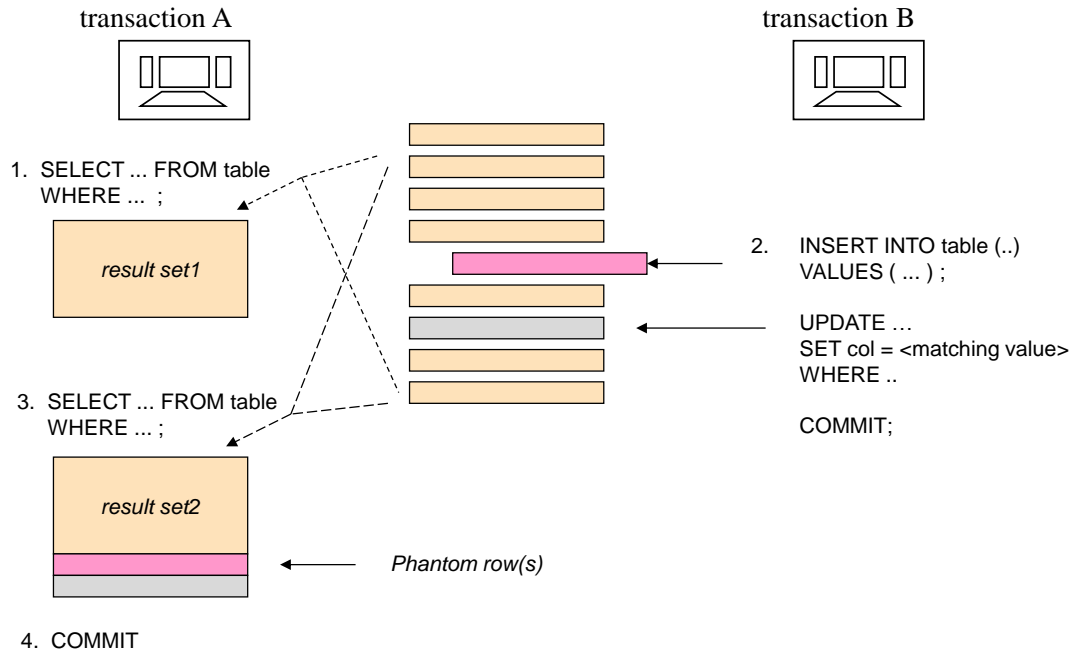 transaction A
transaction B
1. SELECT ... FROM table
WHERE ... ;
result set1
2. INSERT INTO table (..)
VALUES ( ... ) ;
UPDATE …
SET col = <matching value>
WHERE ..
COMMIT;
3. SELECT ... FROM table
WHERE ... ;
result set2
Phantom row(s)
4. COMMIT